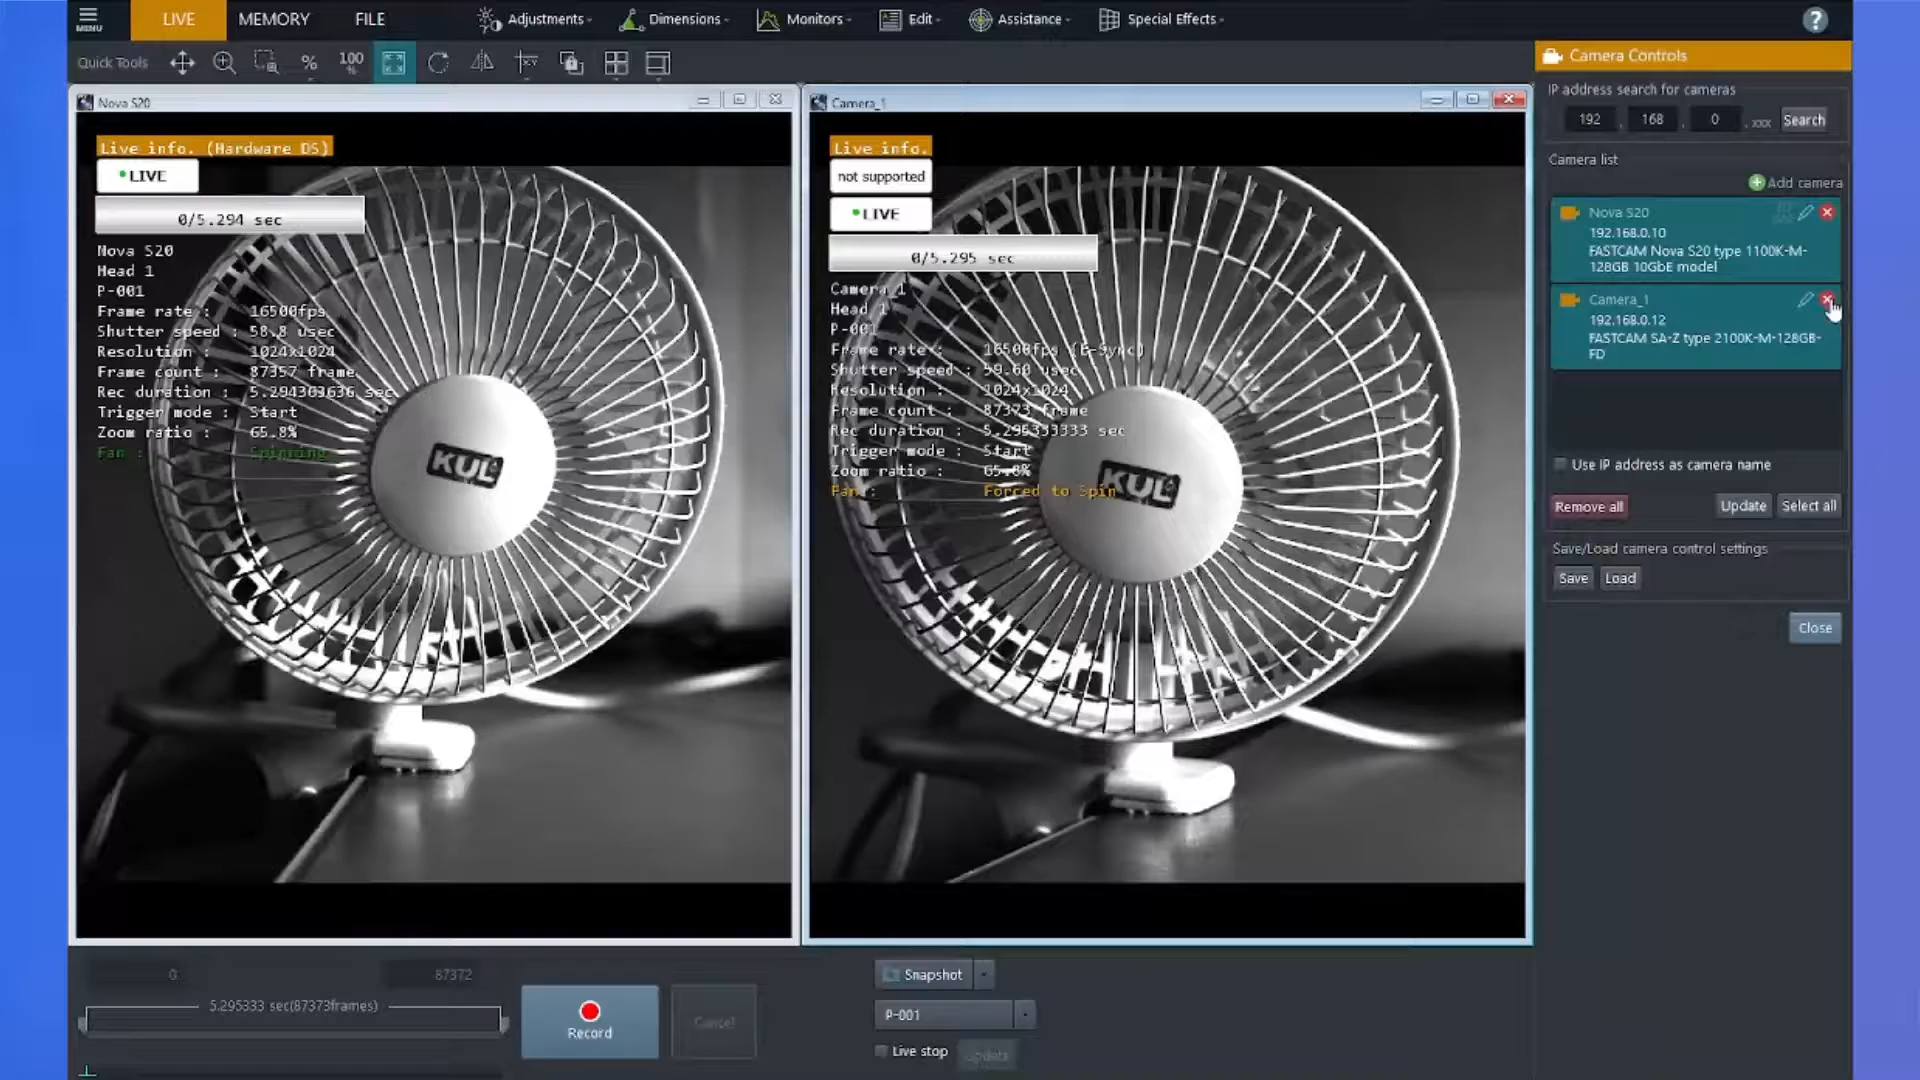 MENU
LIVE
MEMORY
FILE
Adjustments
Dimensions
Monitors
Edit
Assistance
Special Effects
?
Quick Tools
%
100
%
Nova S20
Camera_1
Live info. (Hardware DS)
LIVE
0/5.294 sec
Nova S20
Head 1
P-001
Frame rate : 16500fps
Shutter speed : 58.8 usec
Resolution : 1024x1024
Frame count : 87357 frame
Rec duration : 5.294303636 sec
Trigger mode : Start
Zoom ratio : 65.8%
Fan : Spinning
KUL
Live info.
not supported
LIVE
0/5.295 sec
Camera_1
Head 1
P-001
Frame rate : 16500fps (E-Sync)
Shutter speed : 59.60 usec
Resolution : 1024x1024
Frame count : 87373 frame
Rec duration : 5.295333333 sec
Trigger mode : Start
Zoom ratio : 65.8%
Fan : Forced to Spin
KUL
Camera Controls
IP address search for cameras
192 . 168 . 0 . xxx Search
Camera list
Add camera
Nova S20
192.168.0.10
FASTCAM Nova S20 type 1100K-M-
128GB 10GbE model
Camera_1
192.168.0.12
FASTCAM SA-Z type 2100K-M-128GB-
FD
Use IP address as camera name
Remove all
Update
Select all
Save/Load camera control settings
Save
Load
Close
0
87372
5.295333 sec(87373frames)
Record
Cancel
Snapshot
P-001
Live stop
Update